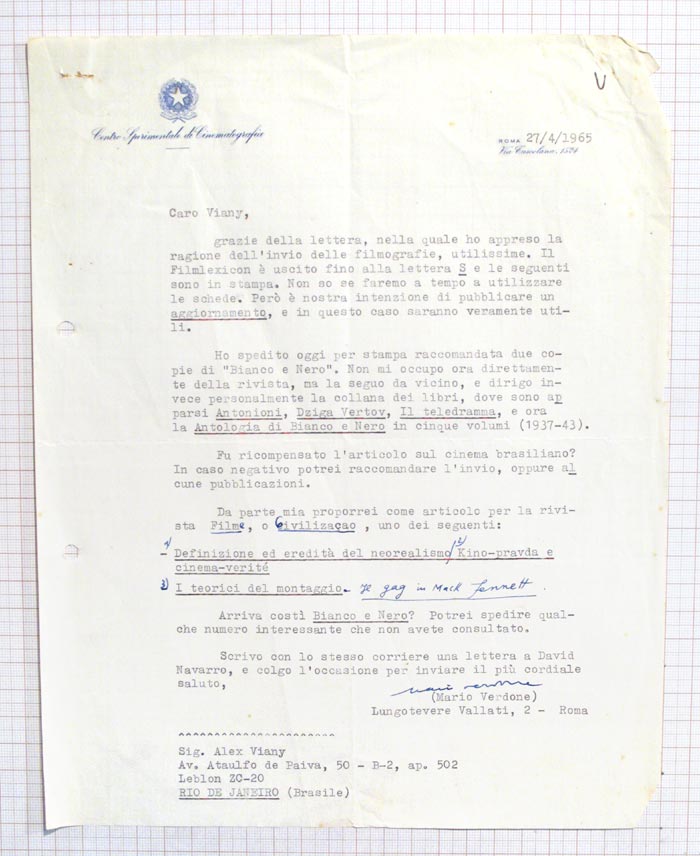 V
Centro Sperimentale di Cinematografia
ROMA 27/4/1965
Via Tuscolana, 1524
Caro Viany,
grazie della lettera, nella quale ho appreso la
ragione dell'invio delle filmografie, utilissime. Il
Filmlexicon è uscito fino alla lettera S e le seguenti
sono in stampa. Non so se faremo a tempo a utilizzare
le schede. Però è nostra intenzione di pubblicare un
aggiornamento, e in questo caso saranno veramente uti-
li.
Ho spedito oggi per stampa raccomandata due co-
pie di "Bianco e Nero". Non mi occupo ora direttamen-
te della rivista, ma la seguo da vicino, e dirigo in-
vece personalmente la collana dei libri, dove sono ap
parsi Antonioni, Dziga Vertov, Il teledramma, e ora
la Antologia di Bianco e Nero in cinque volumi (1937-43).
Fu ricompensato l'articolo sul cinema brasiliano?
In caso negativo potrei raccomandare l'invio, oppure al
cune pubblicazioni.
Da parte mia proporrei come articolo per la rivi-
sta Filme, o Civilizaçao , uno dei seguenti:
1) - Definizione ed eredità del neorealismo / 2) Kino-pravda e
cinema-verité
3) I teorici del montaggio - Il gag in Mack Sennett.
Arriva costì Bianco e Nero? Potrei spedire qual-
che numero interessante che non avete consultato.
Scrivo con lo stesso corriere una lettera a David
Navarro, e colgo l'occasione per inviare il più cordiale
saluto,
Mario Verdone
(Mario Verdone)
Lungotevere Vallati, 2 - Roma
^^^^^^^^^^^^^^^^^^^^^^
Sig. Alex Viany
Av. Ataulfo de Paiva, 50 - B-2, ap. 502
Leblon ZC-20
RIO DE JANEIRO (Brasile)